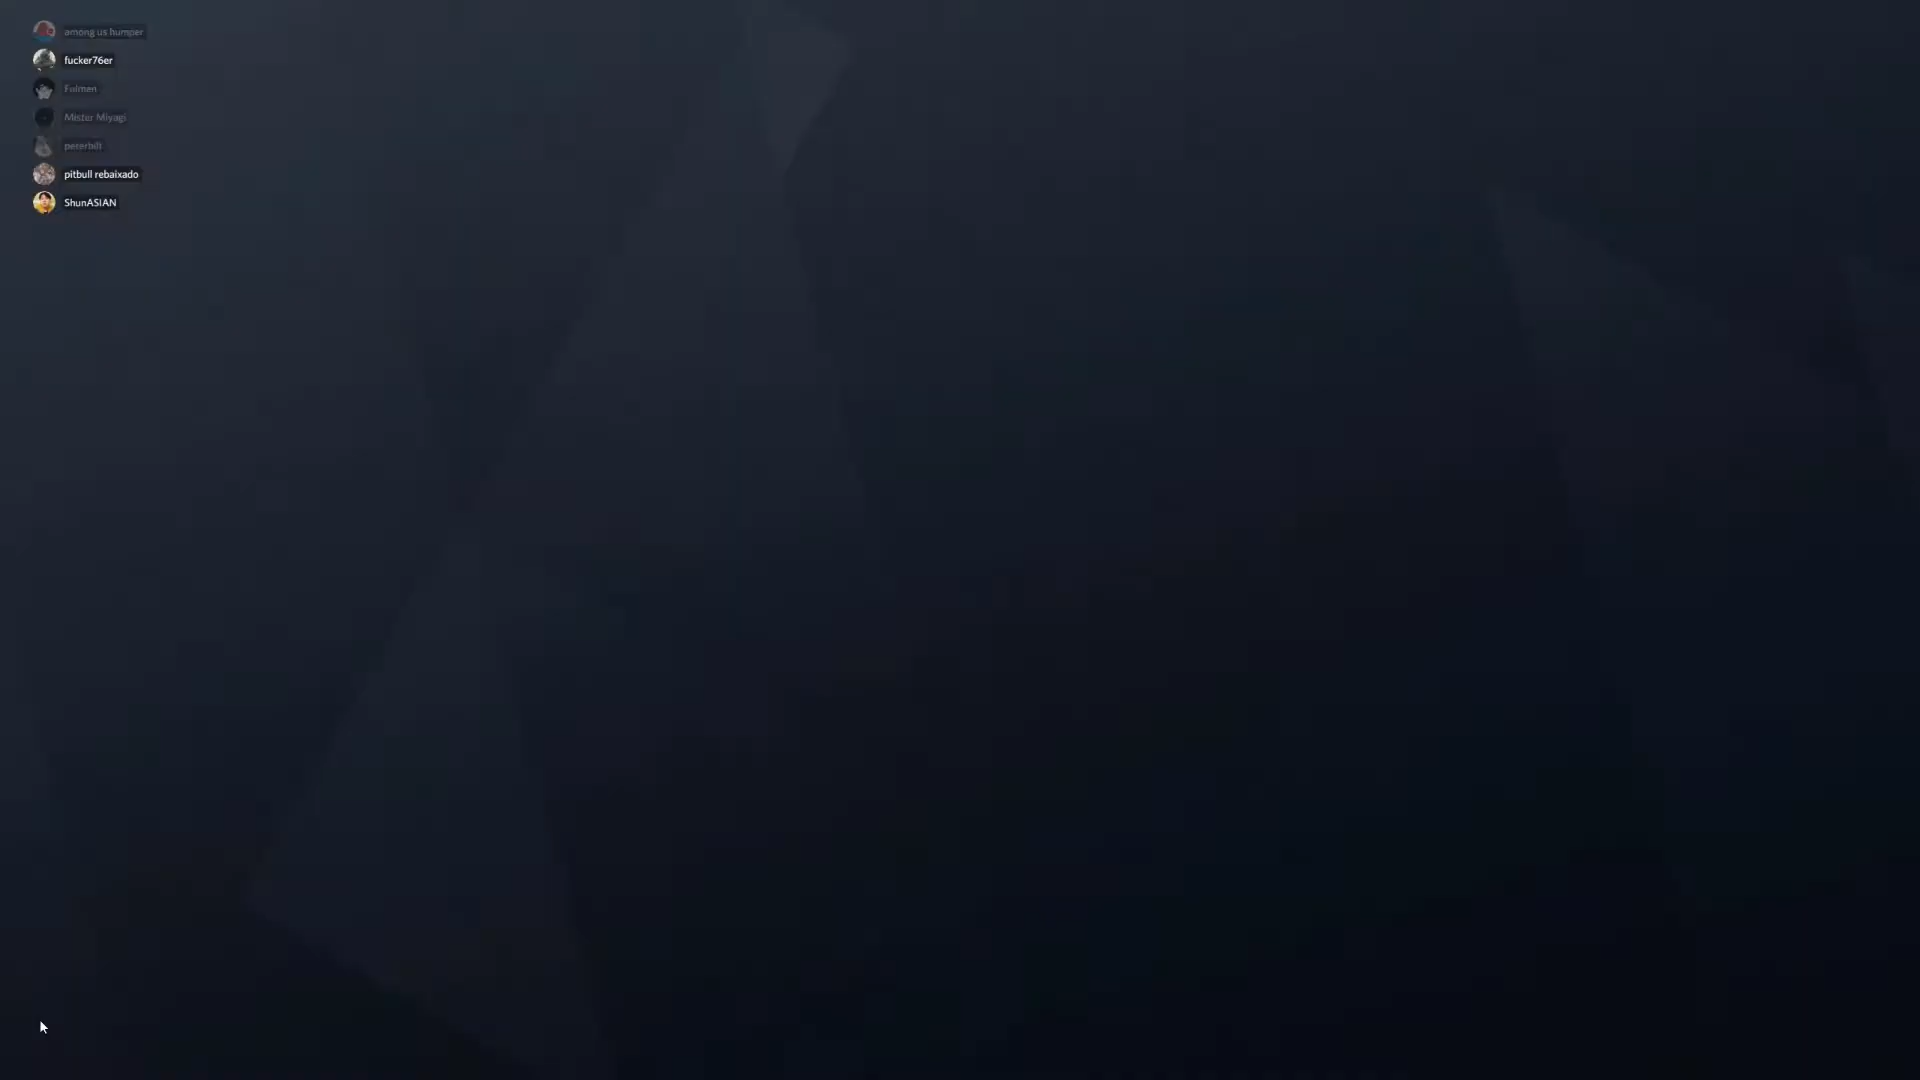 among us humper
fucker76er
Fulmen
Mister Miyagi
peterbilt
pitbull rebaixado
ShunASIAN